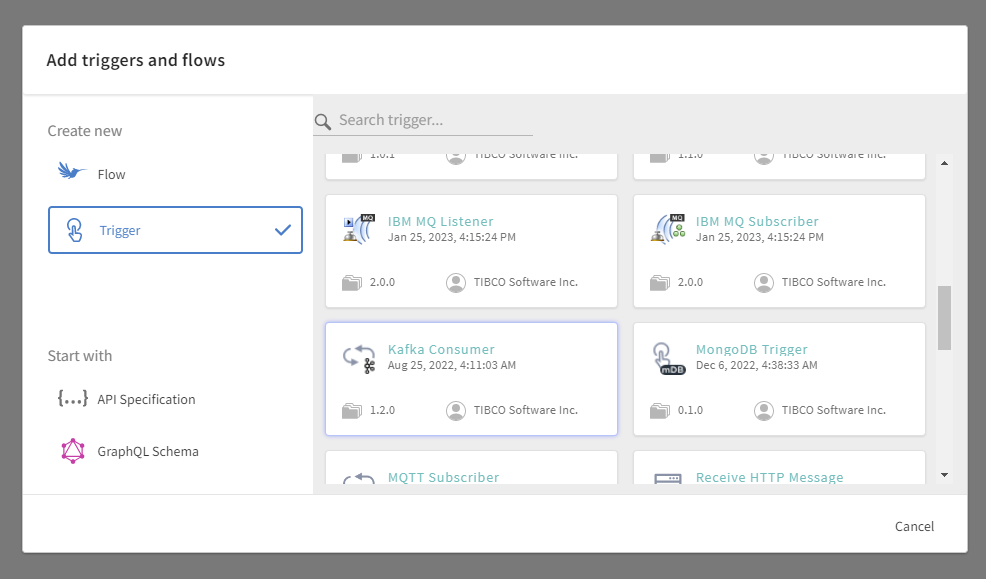 Add triggers and flows
Create new
Flow
Trigger
Start with
{...} API Specification
GraphQL Schema
Search trigger...
1.0.1 TIBCO Software Inc.
1.1.0 TIBCO Software Inc.
MQ
IBM MQ Listener
Jan 25, 2023, 4:15:24 PM
2.0.0 TIBCO Software Inc.
MQ
IBM MQ Subscriber
Jan 25, 2023, 4:15:24 PM
2.0.0 TIBCO Software Inc.
Kafka Consumer
Aug 25, 2022, 4:11:03 AM
1.2.0 TIBCO Software Inc.
mDB
MongoDB Trigger
Dec 6, 2022, 4:38:33 AM
0.1.0 TIBCO Software Inc.
MQTT Subscriber
Receive HTTP Message
Cancel